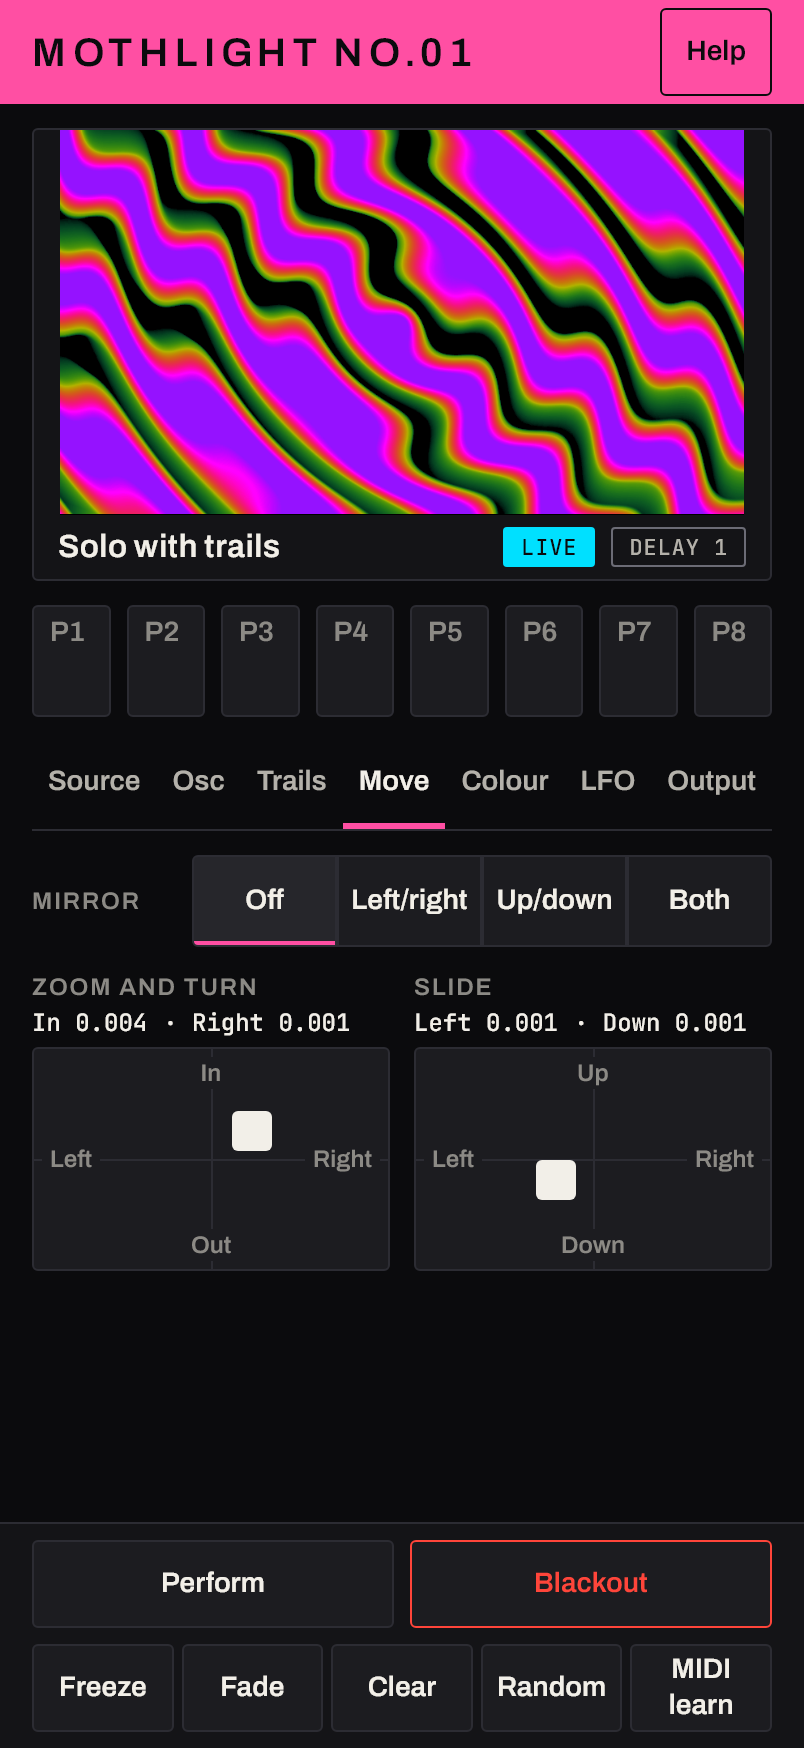 MOTHLIGHT NO.01
Help
Solo with trails
LIVE
DELAY 1
P1 P2 P3 P4 P5 P6 P7 P8
Source Osc Trails Move Colour LFO Output
MIRROR
Off Left/right Up/down Both
ZOOM AND TURN
In 0.004 · Right 0.001
In
Left
Right
Out
SLIDE
Left 0.001 · Down 0.001
Up
Left
Right
Down
Perform
Blackout
Freeze
Fade
Clear
Random
MIDI
learn